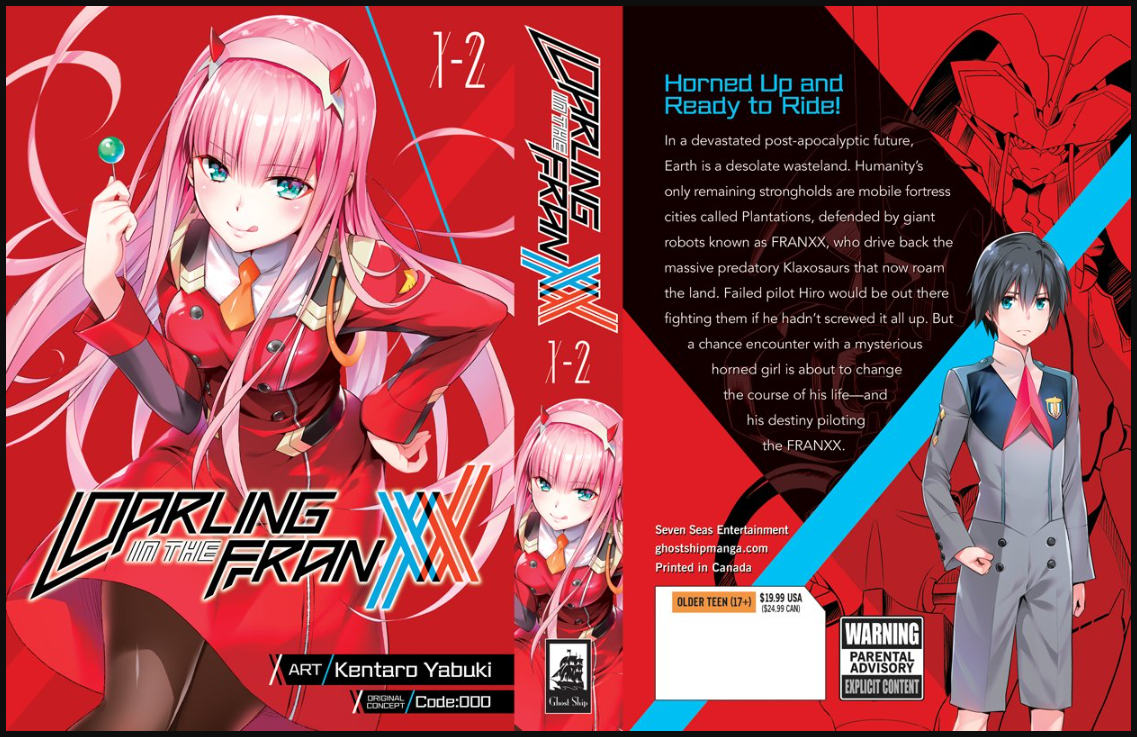 1-2
DARLING
IN THE
FRANXX
ART / Kentaro Yabuki
ORIGINAL
CONCEPT / Code:000
DARLING
IN THE
FRANXX
1-2
Ghost Ship
Horned Up and
Ready to Ride!
In a devastated post-apocalyptic future,
Earth is a desolate wasteland. Humanity's
only remaining strongholds are mobile fortress
cities called Plantations, defended by giant
robots known as FRANXX, who drive back the
massive predatory Klaxosaurs that now roam
the land. Failed pilot Hiro would be out there
fighting them if he hadn't screwed it all up. But
a chance encounter with a mysterious
horned girl is about to change
the course of his life—and
his destiny piloting
the FRANXX.
Seven Seas Entertainment
ghostshipmanga.com
Printed in Canada
OLDER TEEN (17+)
$19.99 USA
($24.99 CAN)
WARNING
PARENTAL
ADVISORY
EXPLICIT CONTENT